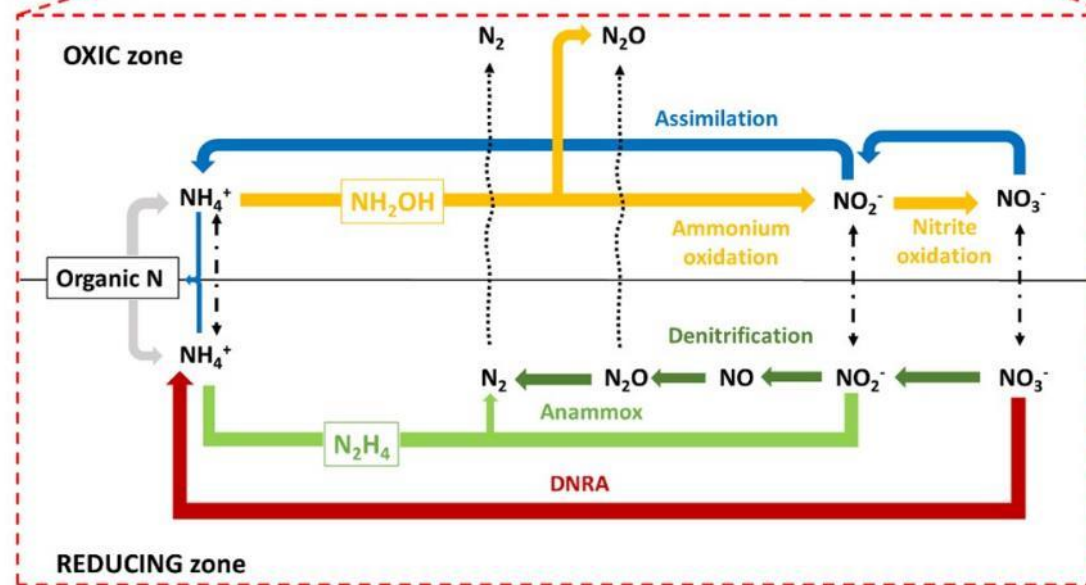 OXIC zone
N₂
N₂O
Assimilation
NH₄⁺
NH₂OH
NO₂⁻
NO₃⁻
Ammonium
oxidation
Nitrite
oxidation
Organic N
NH₄⁺
Denitrification
N₂
N₂O
NO
NO₂⁻
NO₃⁻
Anammox
N₂H₄
DNRA
REDUCING zone